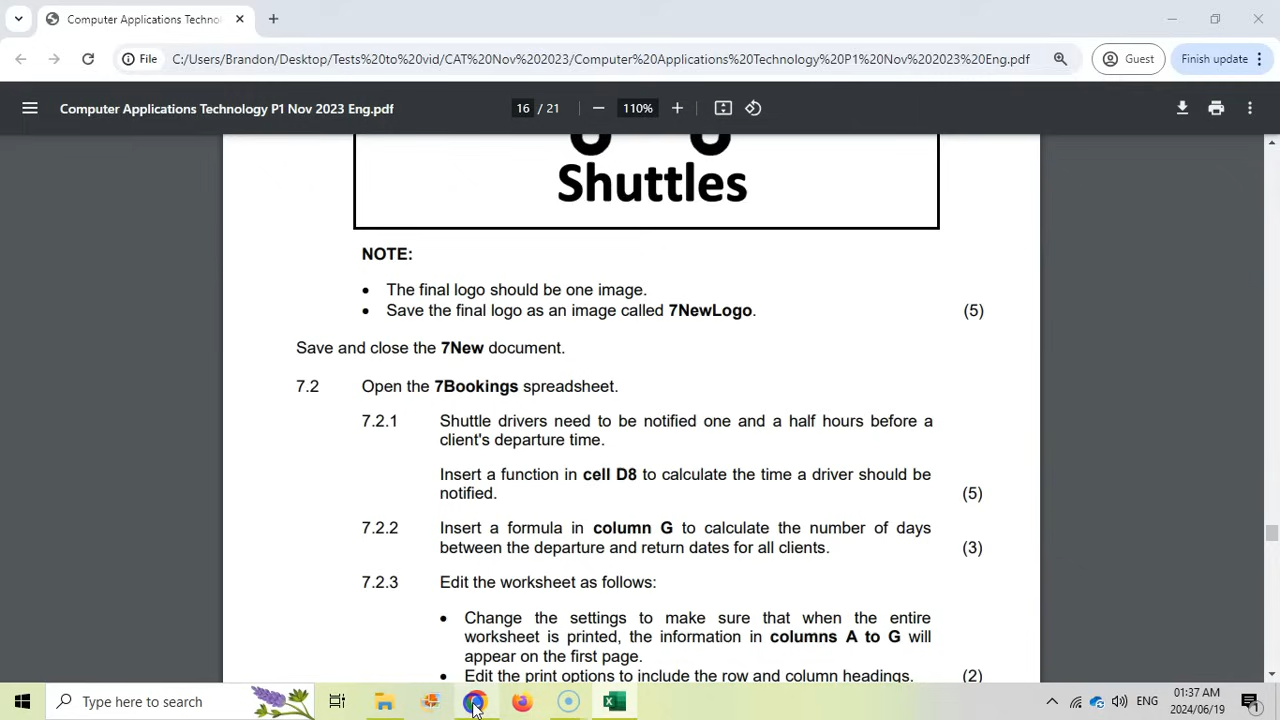 Computer Applications Techno
File
C:/Users/Brandon/Desktop/Tests%20to%20vid/CAT%20Nov%202023/Computer%20Applications%20Technology%20P1%20Nov%202023%20Eng.pdf
Guest
Finish update
Computer Applications Technology P1 Nov 2023 Eng.pdf
16 / 21
110%
Shuttles
NOTE:
• The final logo should be one image.
• Save the final logo as an image called 7NewLogo. (5)
Save and close the 7New document.
7.2 Open the 7Bookings spreadsheet.
7.2.1 Shuttle drivers need to be notified one and a half hours before a
client's departure time.
Insert a function in cell D8 to calculate the time a driver should be
notified. (5)
7.2.2 Insert a formula in column G to calculate the number of days
between the departure and return dates for all clients. (3)
7.2.3 Edit the worksheet as follows:
• Change the settings to make sure that when the entire
worksheet is printed, the information in columns A to G will
appear on the first page.
• Edit the print options to include the row and column headings. (2)
Type here to search
ENG
01:37 AM
2024/06/19